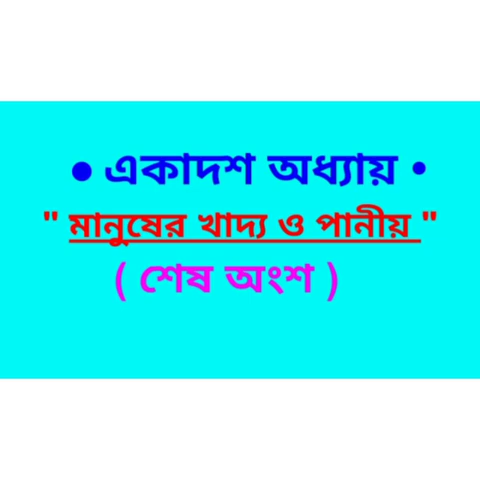 ● একাদশ অধ্যায় •
" মানুষের খাদ্য ও পানীয় "
( শেষ অংশ )